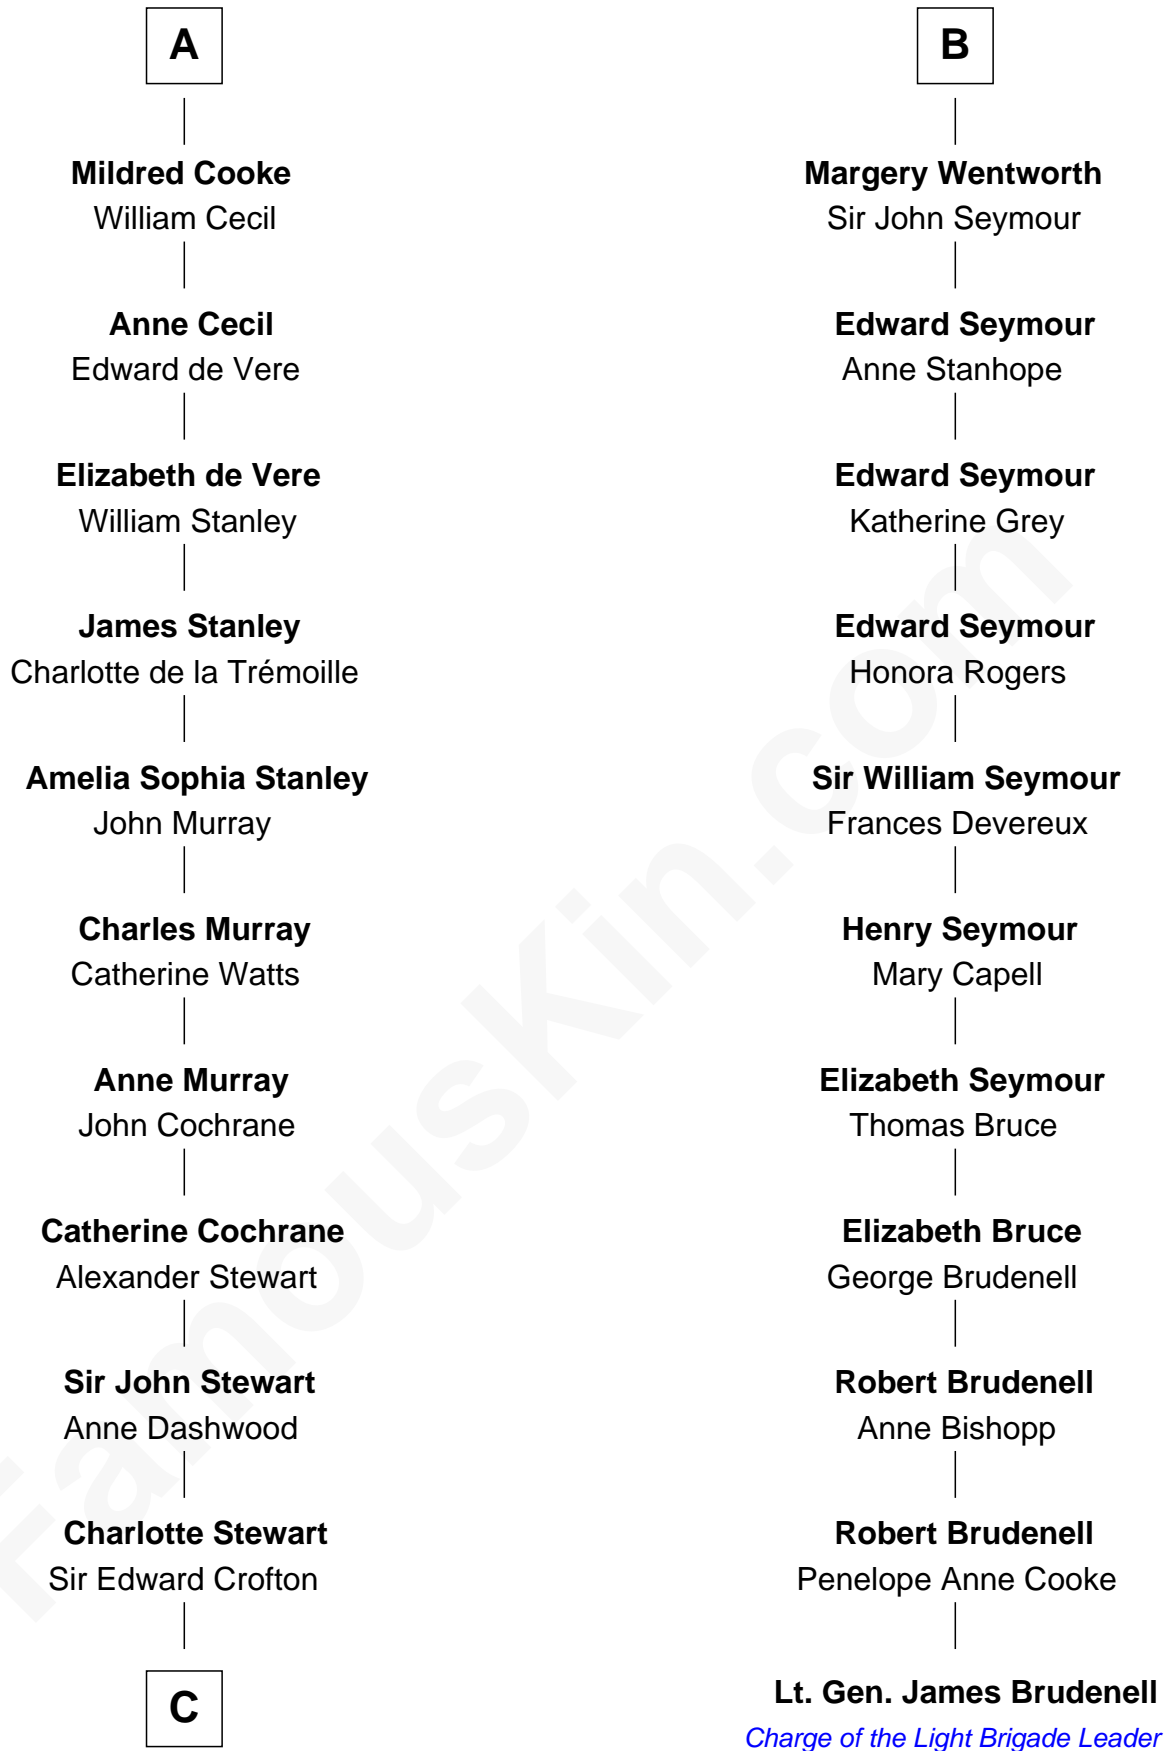 A
Mildred Cooke
William Cecil
Anne Cecil
Edward de Vere
Elizabeth de Vere
William Stanley
James Stanley
Charlotte de la Trémoille
Amelia Sophia Stanley
John Murray
Charles Murray
Catherine Watts
Anne Murray
John Cochrane
Catherine Cochrane
Alexander Stewart
Sir John Stewart
Anne Dashwood
Charlotte Stewart
Sir Edward Crofton
C
B
Margery Wentworth
Sir John Seymour
Edward Seymour
Anne Stanhope
Edward Seymour
Katherine Grey
Edward Seymour
Honora Rogers
Sir William Seymour
Frances Devereux
Henry Seymour
Mary Capell
Elizabeth Seymour
Thomas Bruce
Elizabeth Bruce
George Brudenell
Robert Brudenell
Anne Bishopp
Robert Brudenell
Penelope Anne Cooke
Lt. Gen. James Brudenell
Charge of the Light Brigade Leader
FamousKin.com